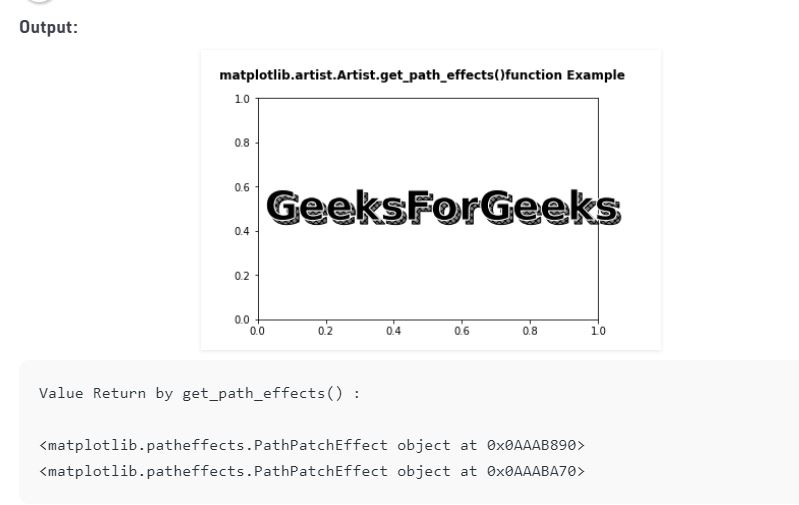 Output:
matplotlib.artist.Artist.get_path_effects()function Example
1.0
0.8
0.6
GeeksForGeeks
0.4
0.2
0.0
0.0 0.2 0.4 0.6 0.8 1.0
Value Return by get_path_effects() :
<matplotlib.patheffects.PathPatchEffect object at 0x0AAAB890>
<matplotlib.patheffects.PathPatchEffect object at 0x0AAABA70>